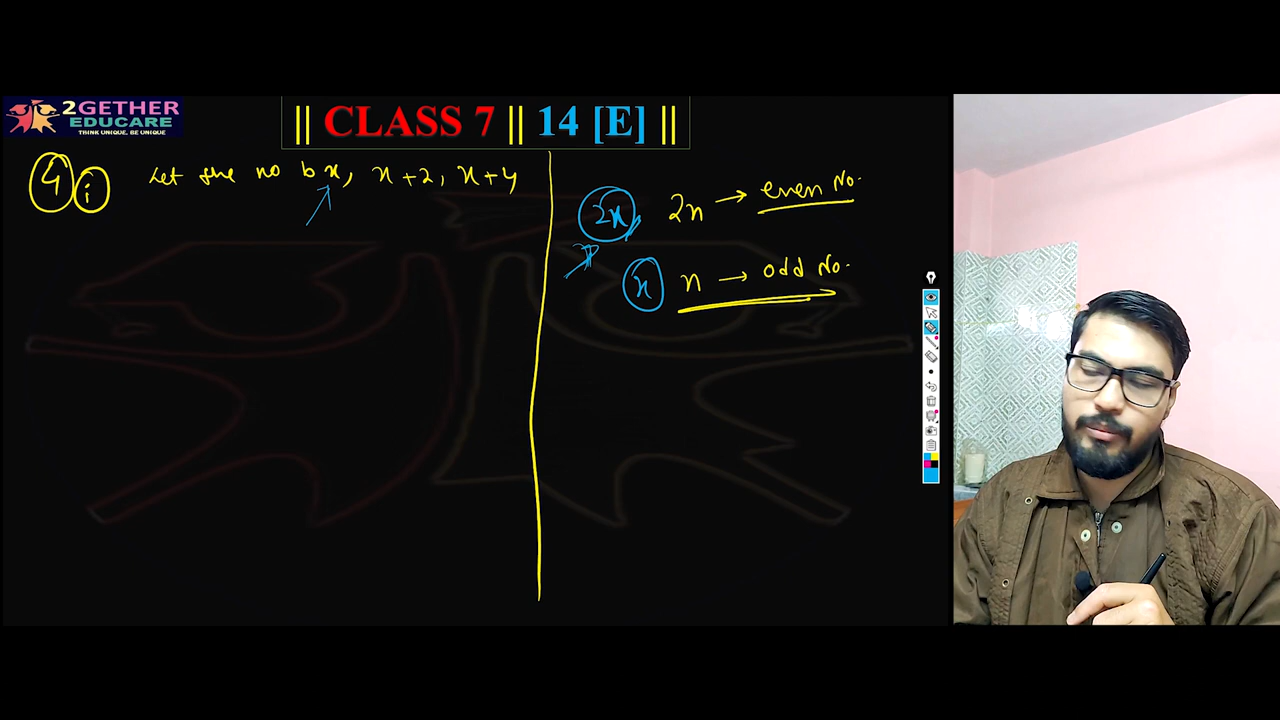 2GETHER
EDUCARE
THINK UNIQUE, BE UNIQUE
|| CLASS 7 || 14 [E] ||
4 i Let the no b x, x+2, x+4
2x 2n → even No.
x n → odd No.